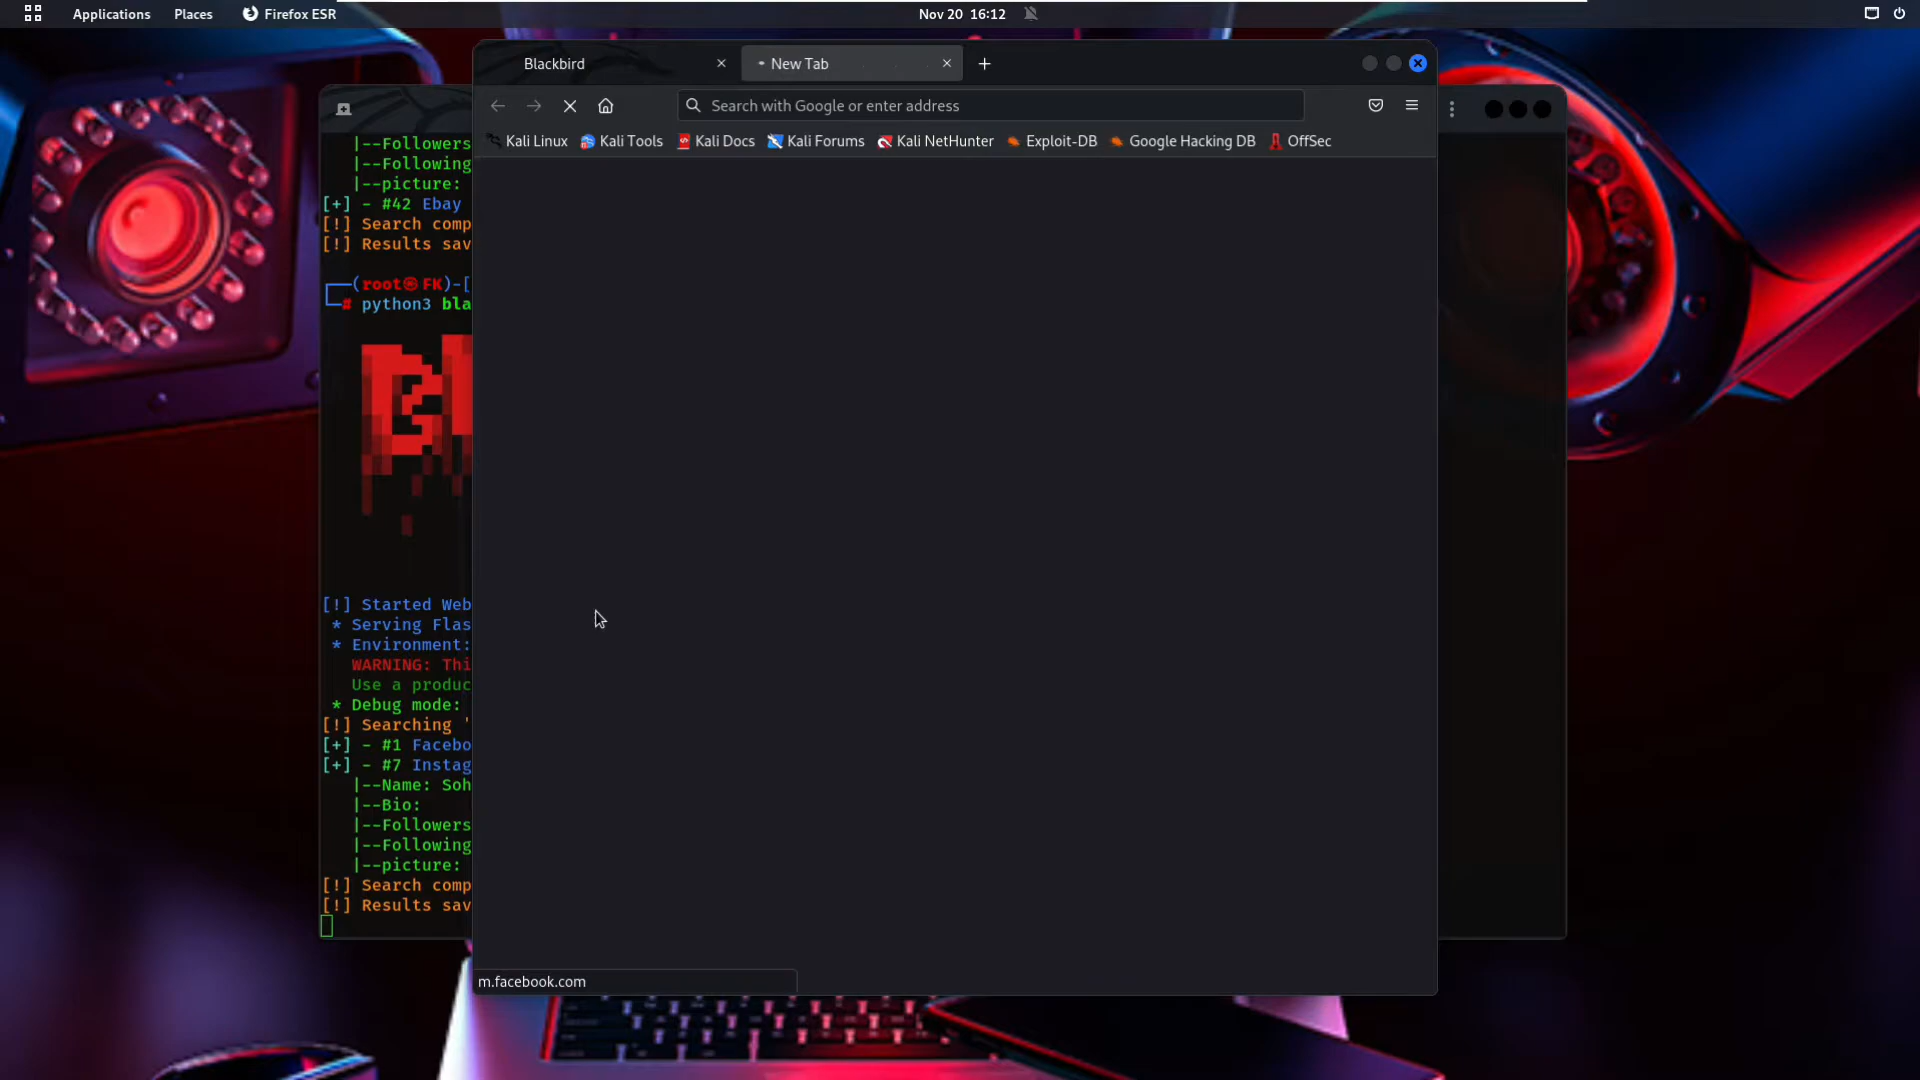 Applications Places Firefox ESR Nov 20 16:12
Blackbird New Tab
Search with Google or enter address
Kali Linux Kali Tools Kali Docs Kali Forums Kali NetHunter Exploit-DB Google Hacking DB OffSec
|--Followers
|--Following
|--picture:
[+] - #42 Ebay
[!] Search comp
[!] Results sav
(root㉿FK)-[
# python3 bla
[!] Started Web
* Serving Flas
* Environment:
WARNING: Thi
Use a produc
* Debug mode:
[!] Searching '
[+] - #1 Facebo
[+] - #7 Instag
|--Name: Soh
|--Bio:
|--Followers
|--Following
|--picture:
[!] Search comp
[!] Results sav
m.facebook.com